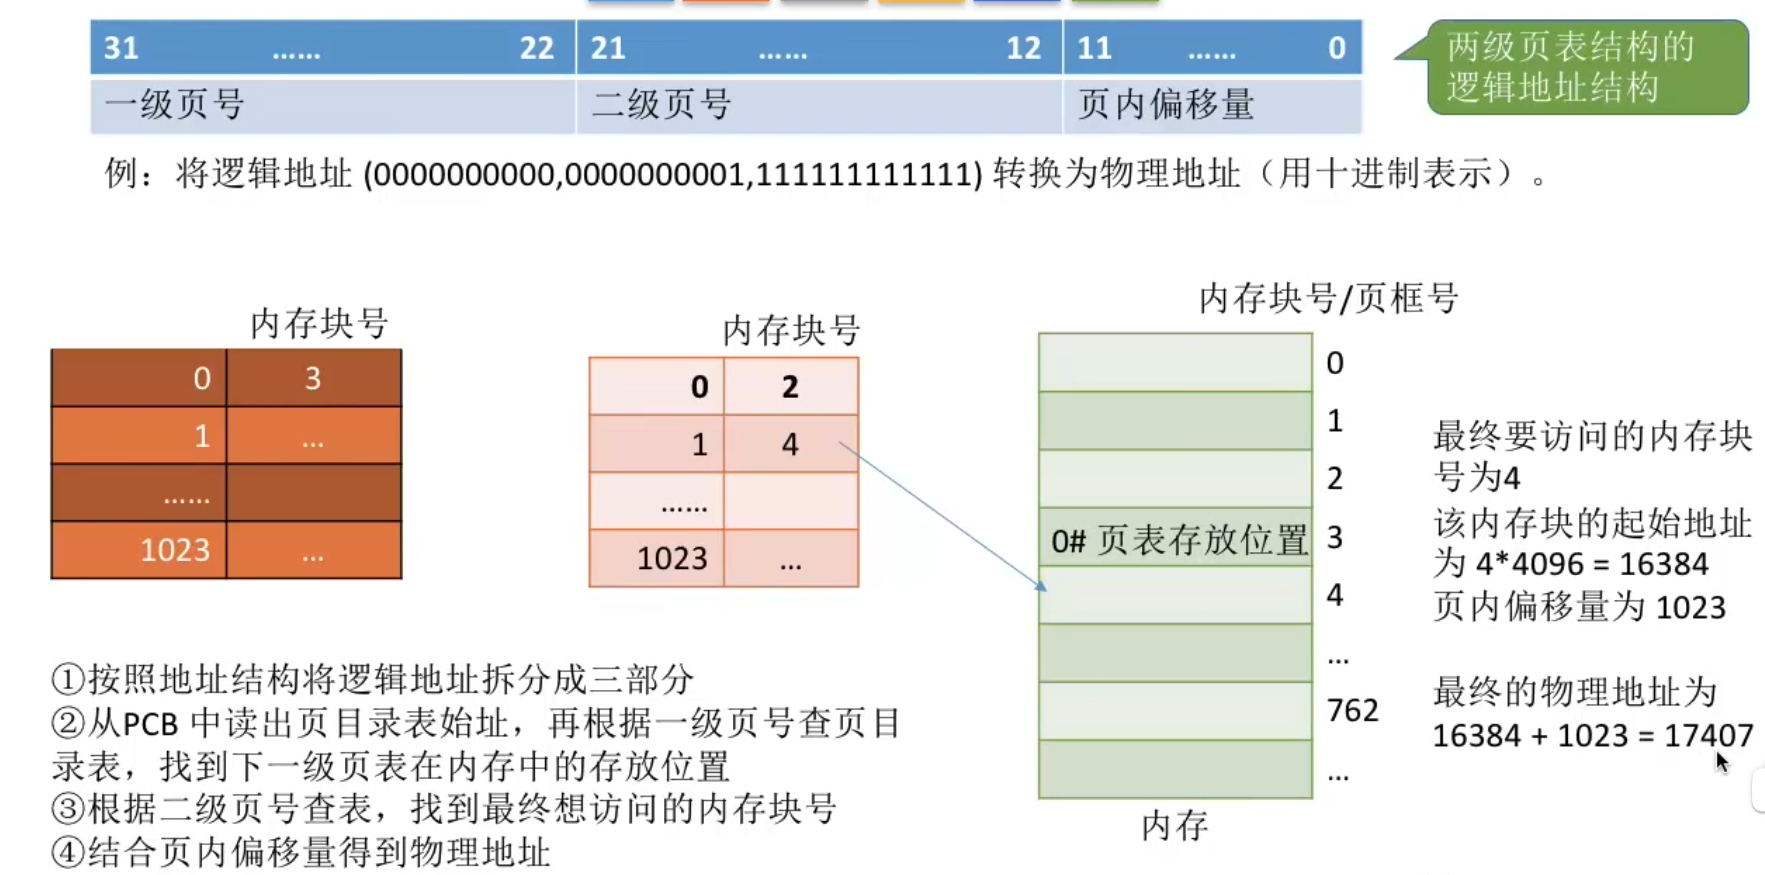 31 …… 22 21 …… 12 11 …… 0
一级页号 二级页号 页内偏移量
两级页表结构的
逻辑地址结构
例：将逻辑地址 (0000000000,0000000001,111111111111) 转换为物理地址（用十进制表示）。
内存块号
0 3
1 ...
……
1023 ...
内存块号
0 2
1 4
……
1023 ...
内存块号/页框号
0
1
2
0# 页表存放位置 3
4
...
762
...
内存
最终要访问的内存块
号为4
该内存块的起始地址
为 4*4096 = 16384
页内偏移量为 1023
最终的物理地址为
16384 + 1023 = 17407
①按照地址结构将逻辑地址拆分成三部分
②从PCB 中读出页目录表始址，再根据一级页号查页目
录表，找到下一级页表在内存中的存放位置
③根据二级页号查表，找到最终想访问的内存块号
④结合页内偏移量得到物理地址